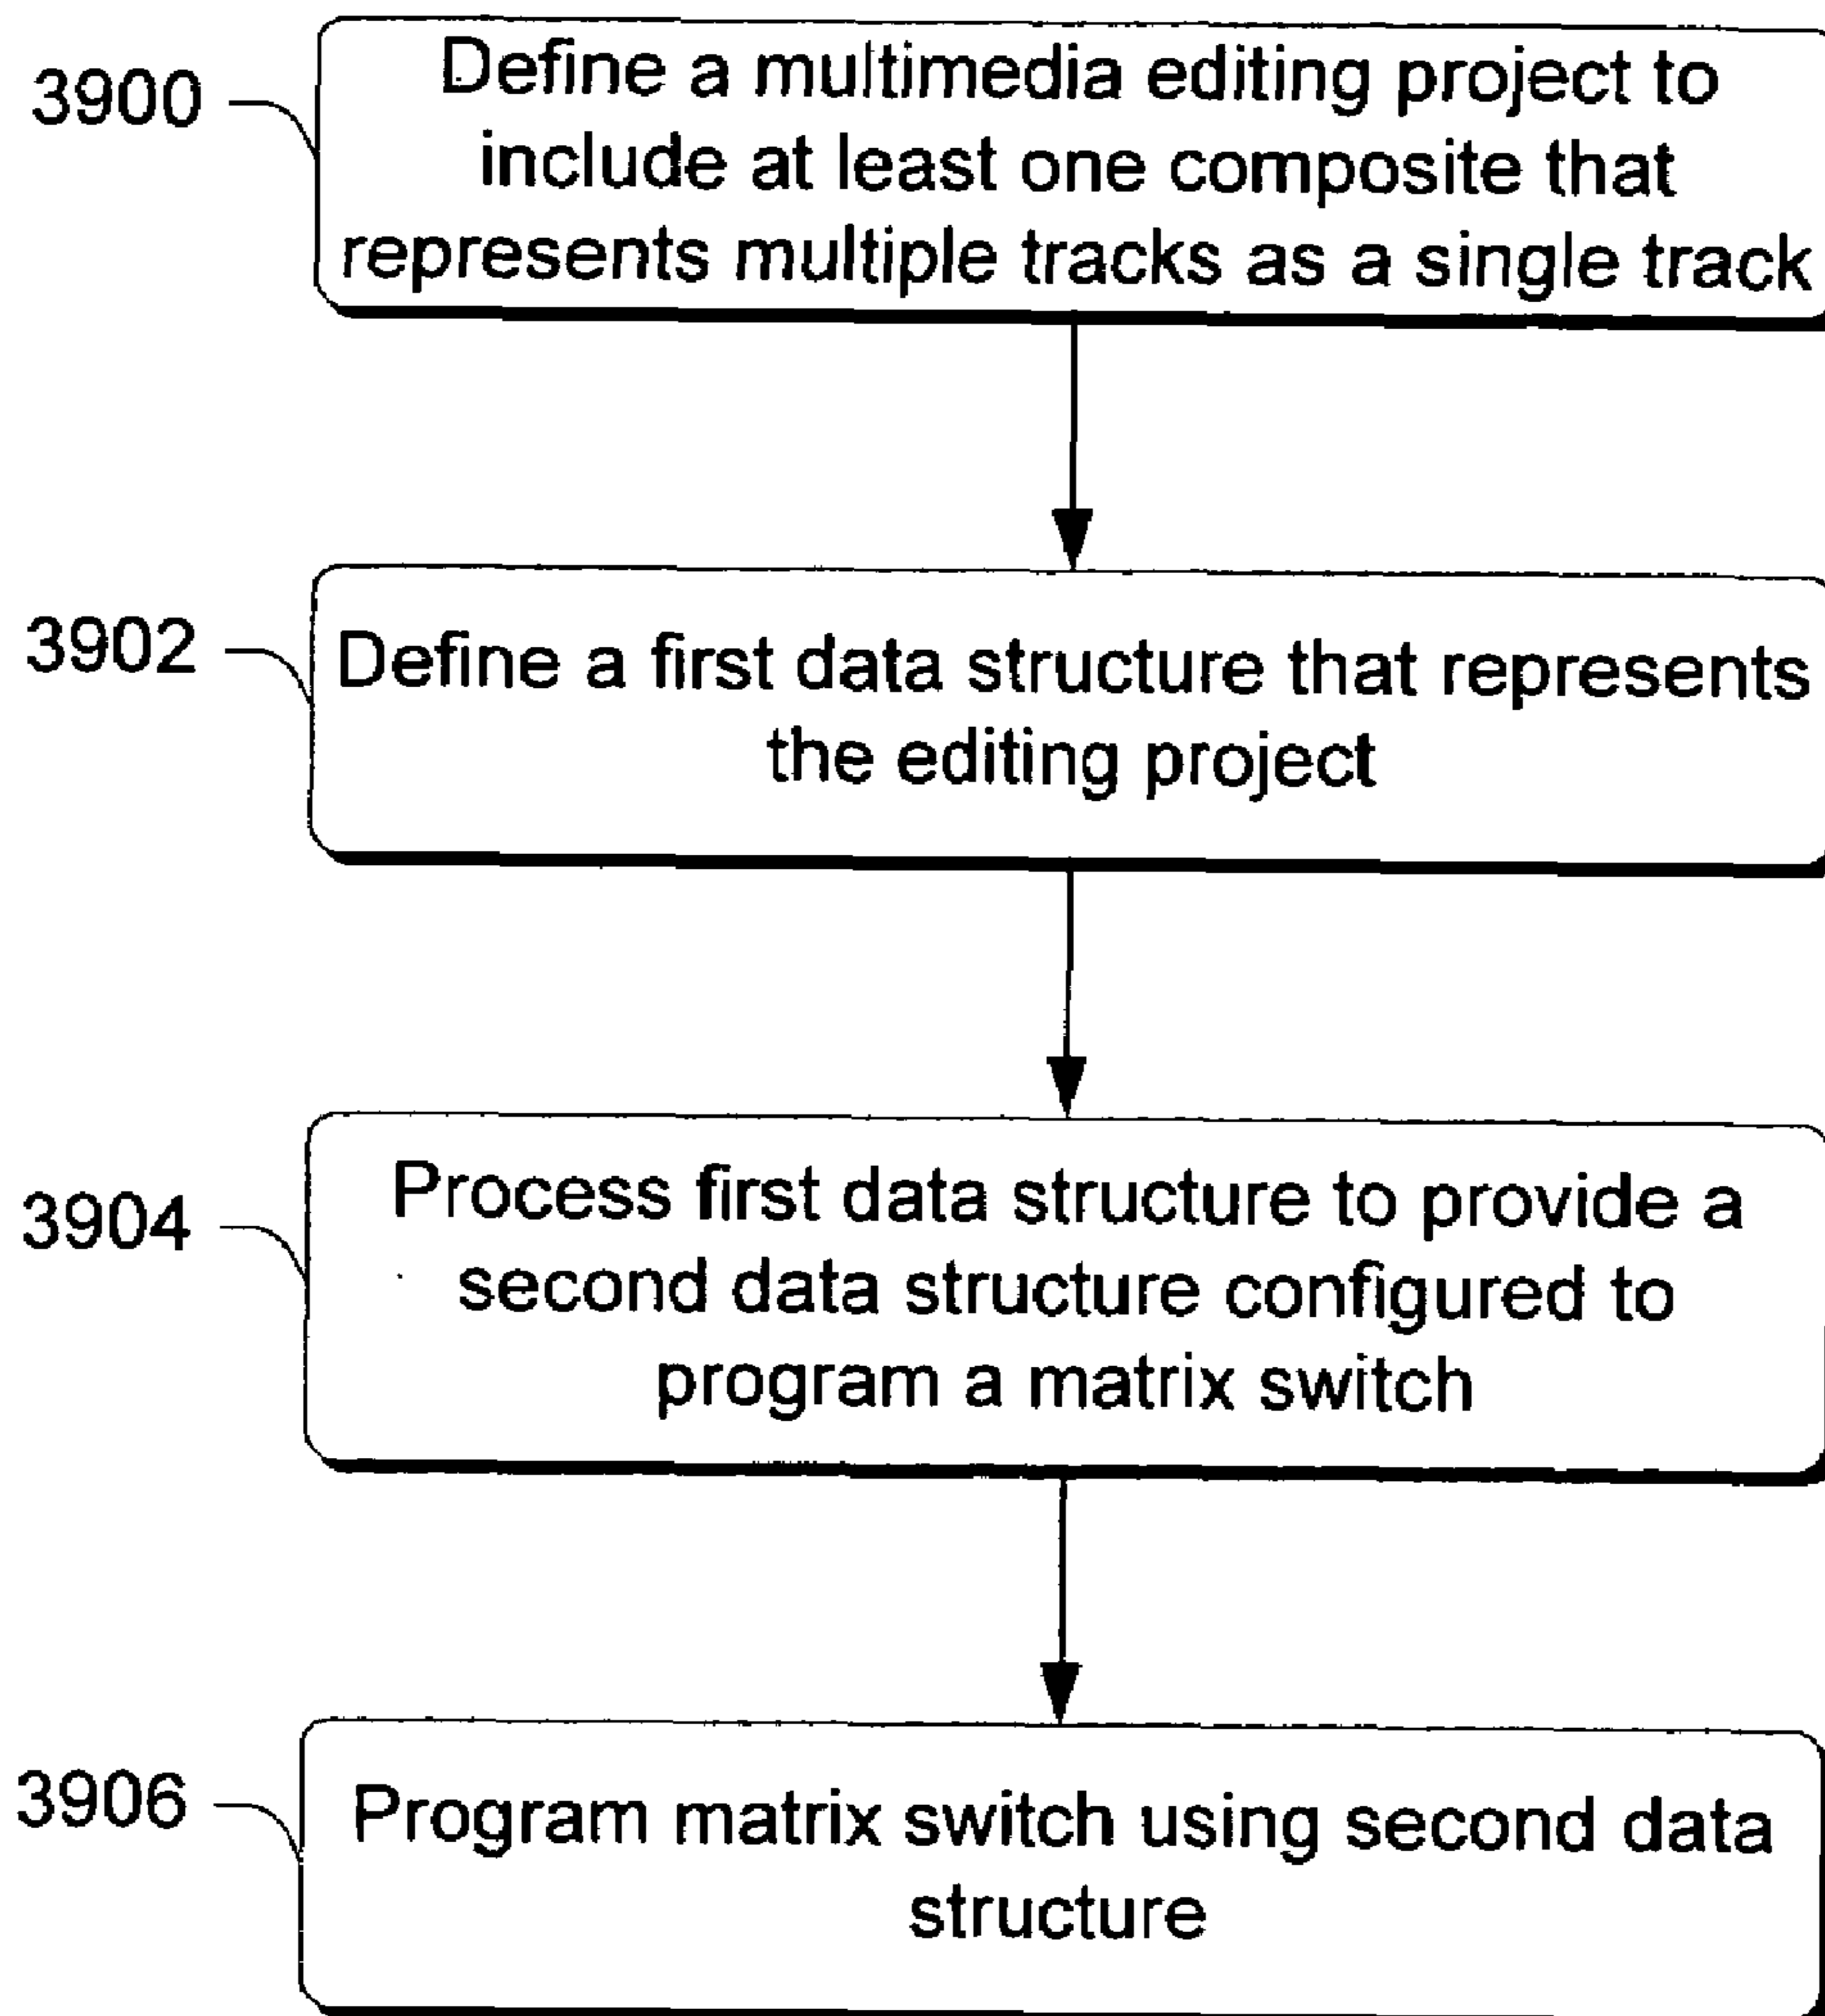 3900
Define a multimedia editing project to
include at least one composite that
represents multiple tracks as a single track
3902
Define a first data structure that represents
the editing project
3904
Process first data structure to provide a
second data structure configured to
program a matrix switch
3906
Program matrix switch using second data
structure